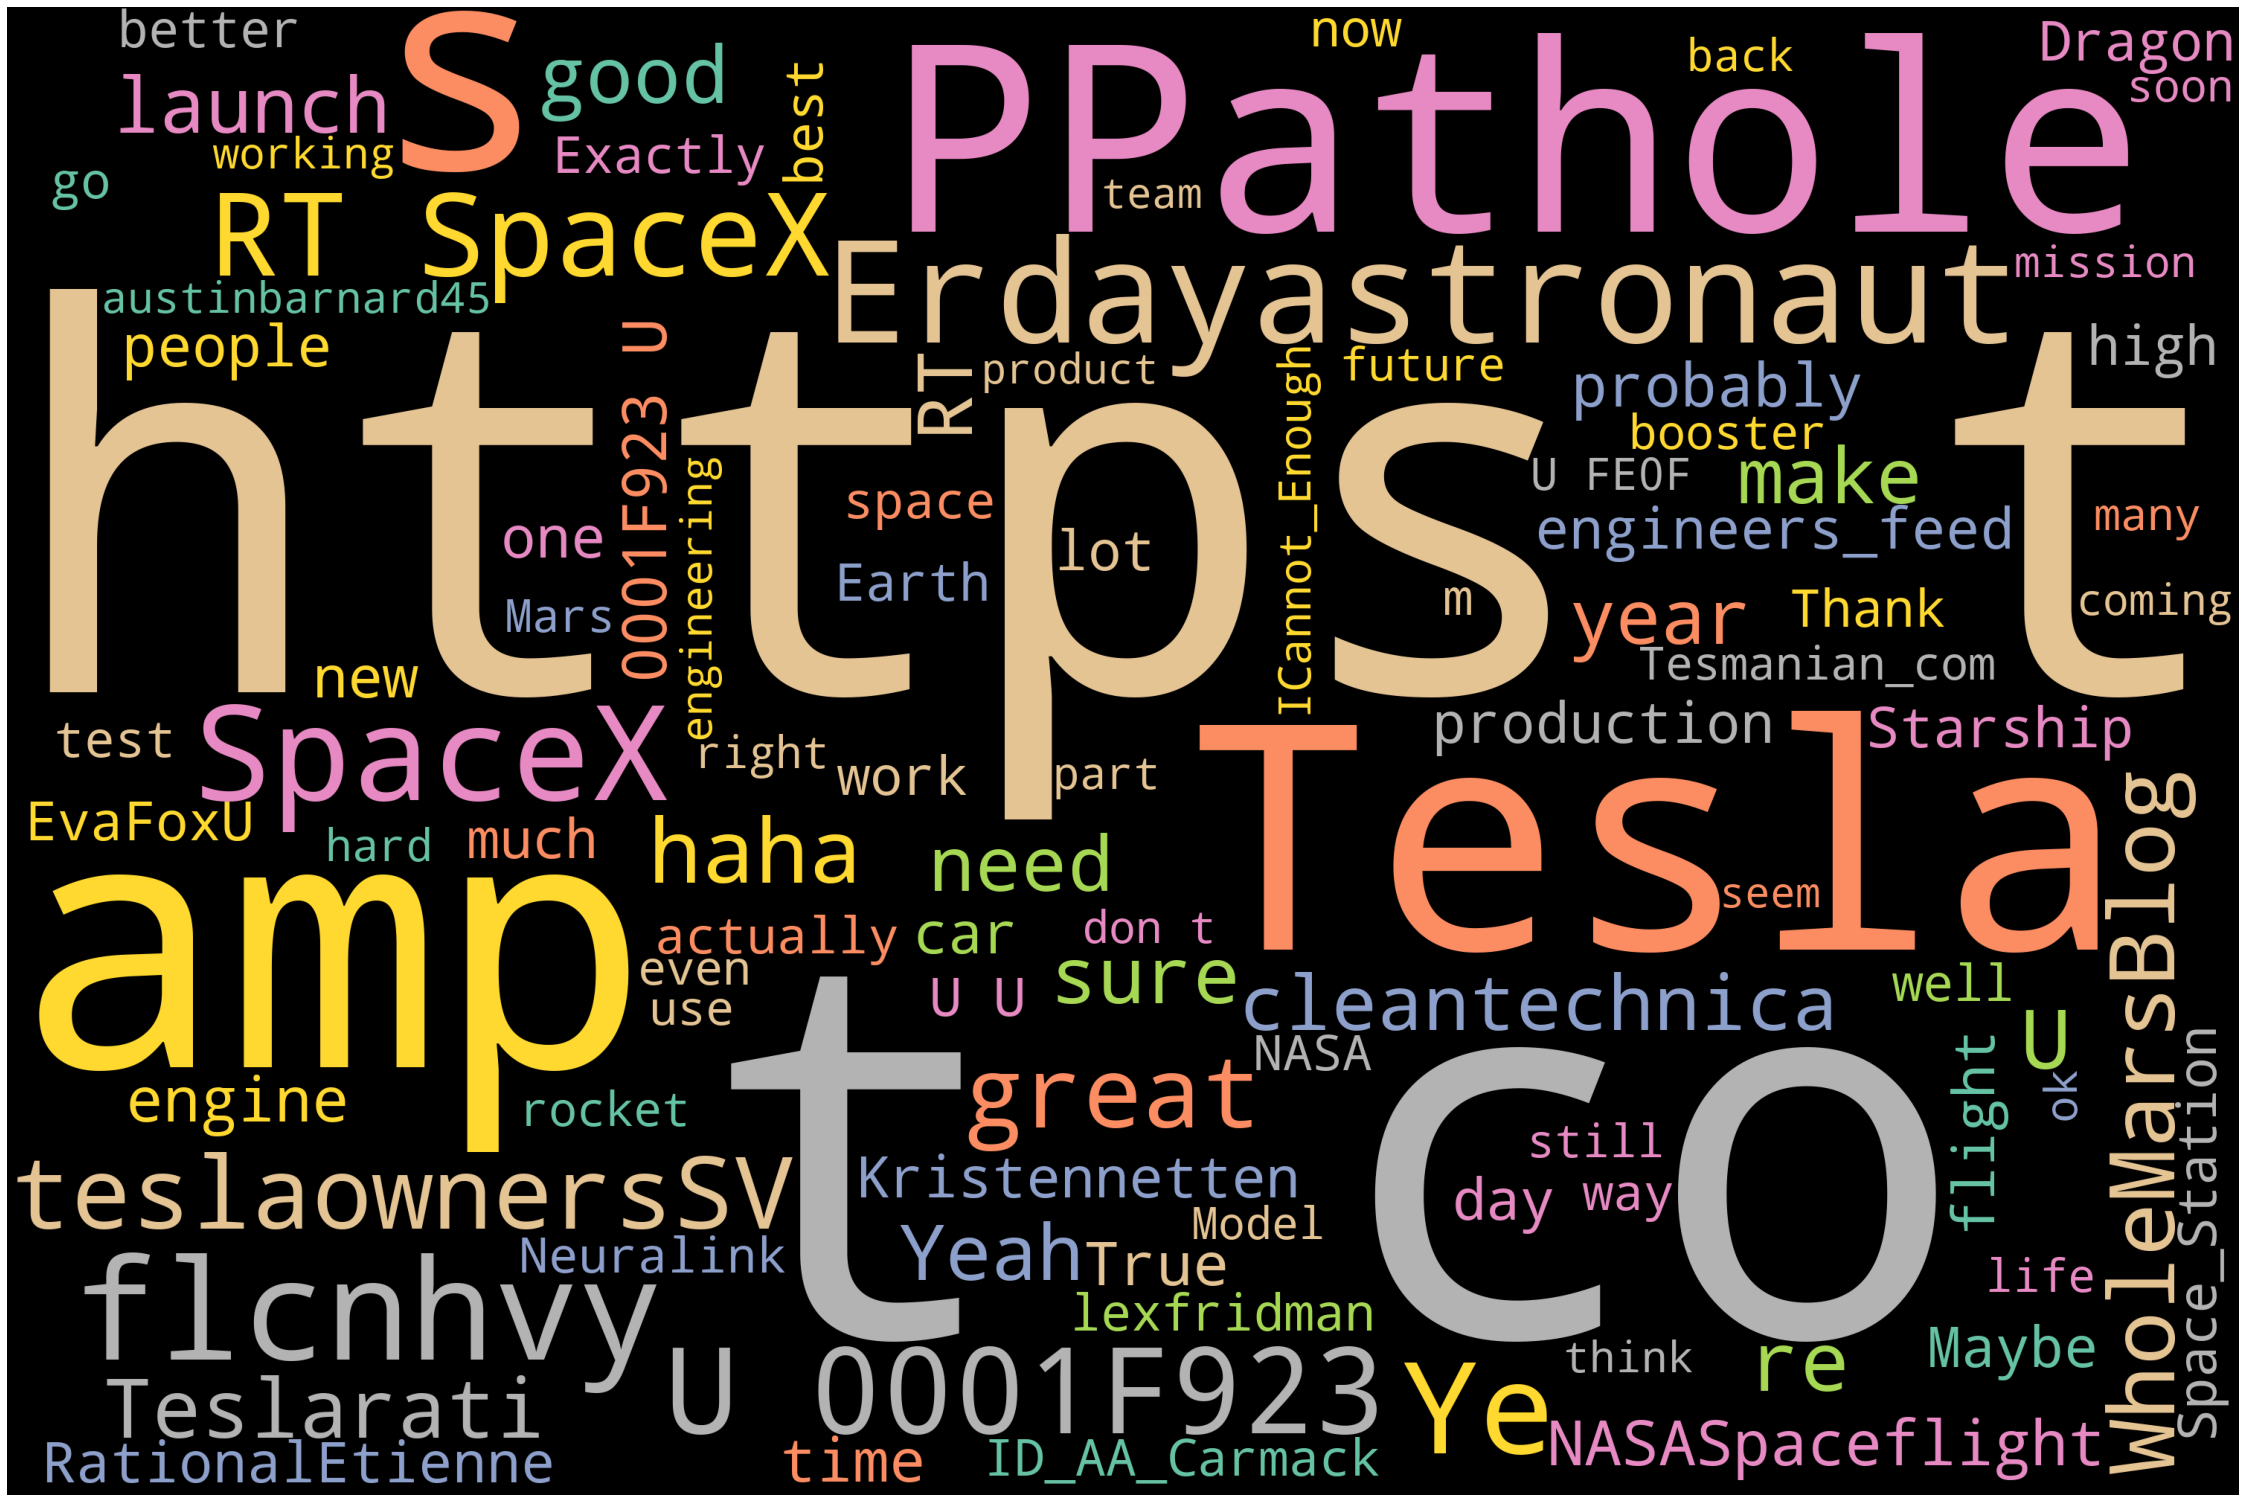 better
S
good
best
PPathole
now
back
Dragon
soon
launch
working
Exactly
go
team
RT SpaceX
Erdayastronaut
mission
austinbarnard45
people
0001F923 U
RT
product
ICannot_Enough
future
probably
high
https t
booster
U FEOF
make
engineering
space
one
lot
engineers_feed
many
Earth
Mars
m
year
Thank
coming
Tesmanian_com
new
test
SpaceX
right
work
part
production
Starship
Tesla
WholeMarsBlog
EvaFoxU
hard
much
haha
need
seem
amp
actually
car
don t
even
use
U U
sure
cleantechnica
well
U
t co
NASA
flight
ok
Space_Station
engine
rocket
great
still
teslaownersSV
Kristennetten
day
way
Neuralink
Yeah
True
Model
life
flcnhvy
lexfridman
think
re
Maybe
Teslarati
U 0001F923
Ye
NASASpaceflight
RationalEtienne
time
ID_AA_Carmack